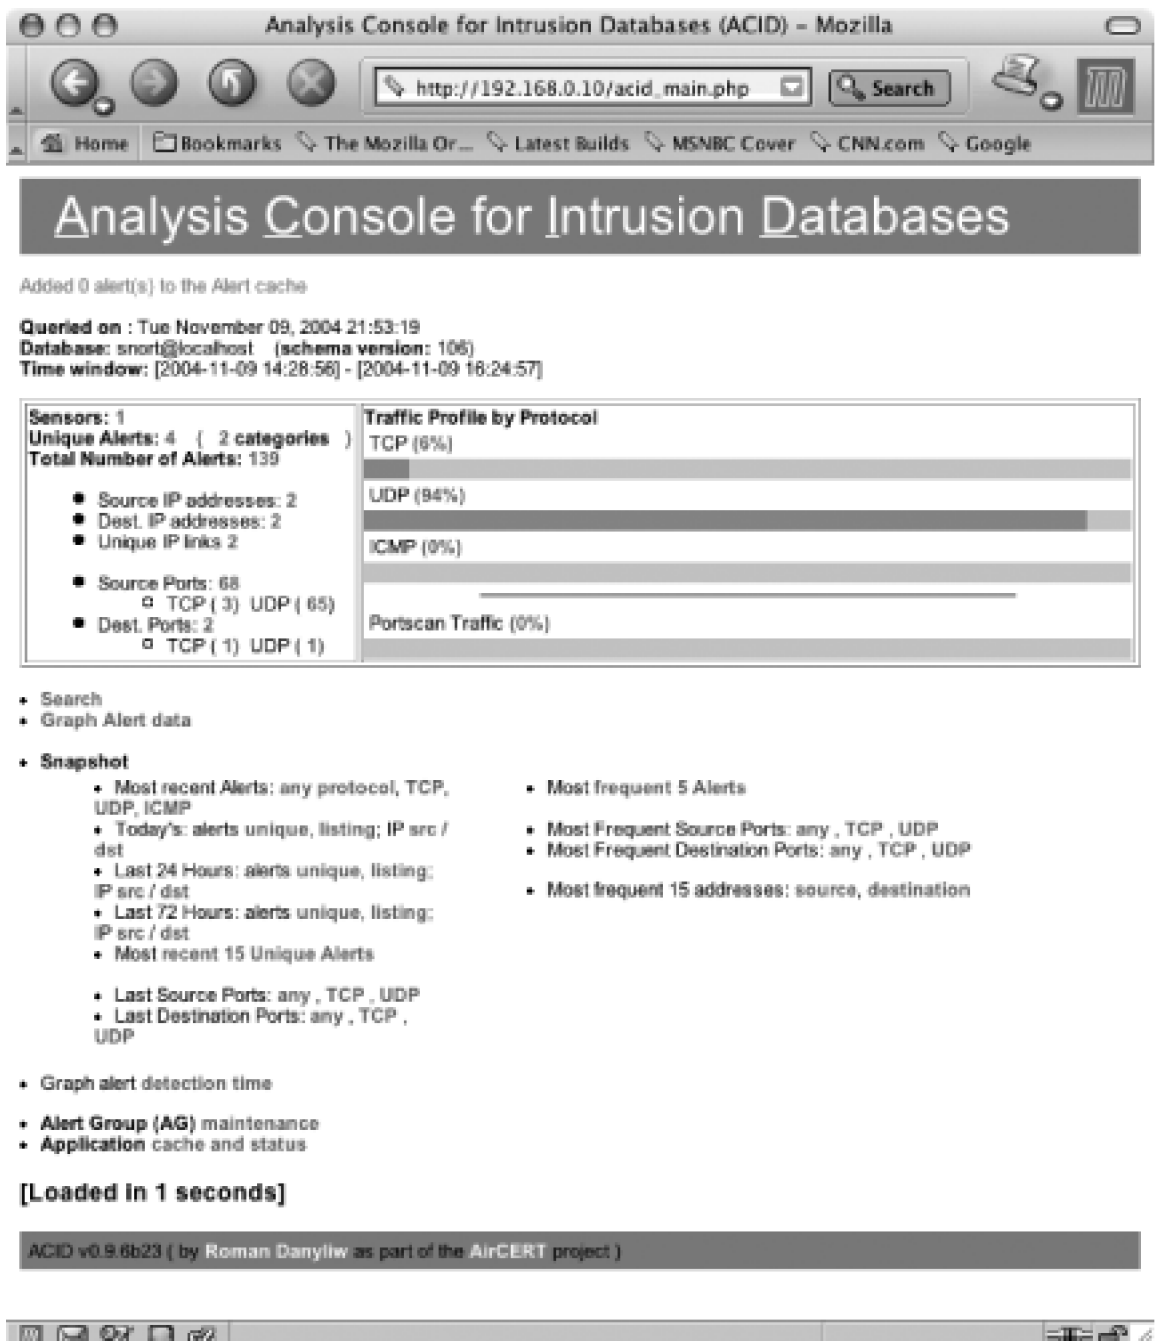 Analysis Console for Intrusion Databases (ACID) – Mozilla
http://192.168.0.10/acid_main.php
Search
Home
Bookmarks
The Mozilla Or...
Latest Builds
MSNBC Cover
CNN.com
Google
Analysis Console for Intrusion Databases
Added 0 alert(s) to the Alert cache
Queried on : Tue November 09, 2004 21:53:19
Database: snort@localhost (schema version: 106)
Time window: [2004-11-09 14:28:56] - [2004-11-09 16:24:57]
Sensors: 1
Unique Alerts: 4 ( 2 categories )
Total Number of Alerts: 139
• Source IP addresses: 2
• Dest. IP addresses: 2
• Unique IP links 2
• Source Ports: 68
TCP ( 3) UDP ( 65)
• Dest. Ports: 2
TCP ( 1) UDP ( 1)
Traffic Profile by Protocol
TCP (6%)
UDP (94%)
ICMP (0%)
Portscan Traffic (0%)
• Search
• Graph Alert data
• Snapshot
• Most recent Alerts: any protocol, TCP,
UDP, ICMP
• Today's: alerts unique, listing; IP src /
dst
• Last 24 Hours: alerts unique, listing;
IP src / dst
• Last 72 Hours: alerts unique, listing;
IP src / dst
• Most recent 15 Unique Alerts
• Last Source Ports: any , TCP , UDP
• Last Destination Ports: any , TCP ,
UDP
• Most frequent 5 Alerts
• Most Frequent Source Ports: any , TCP , UDP
• Most Frequent Destination Ports: any , TCP , UDP
• Most frequent 15 addresses: source, destination
• Graph alert detection time
• Alert Group (AG) maintenance
• Application cache and status
[Loaded in 1 seconds]
ACID v0.9.6b23 ( by Roman Danyliw as part of the AirCERT project )